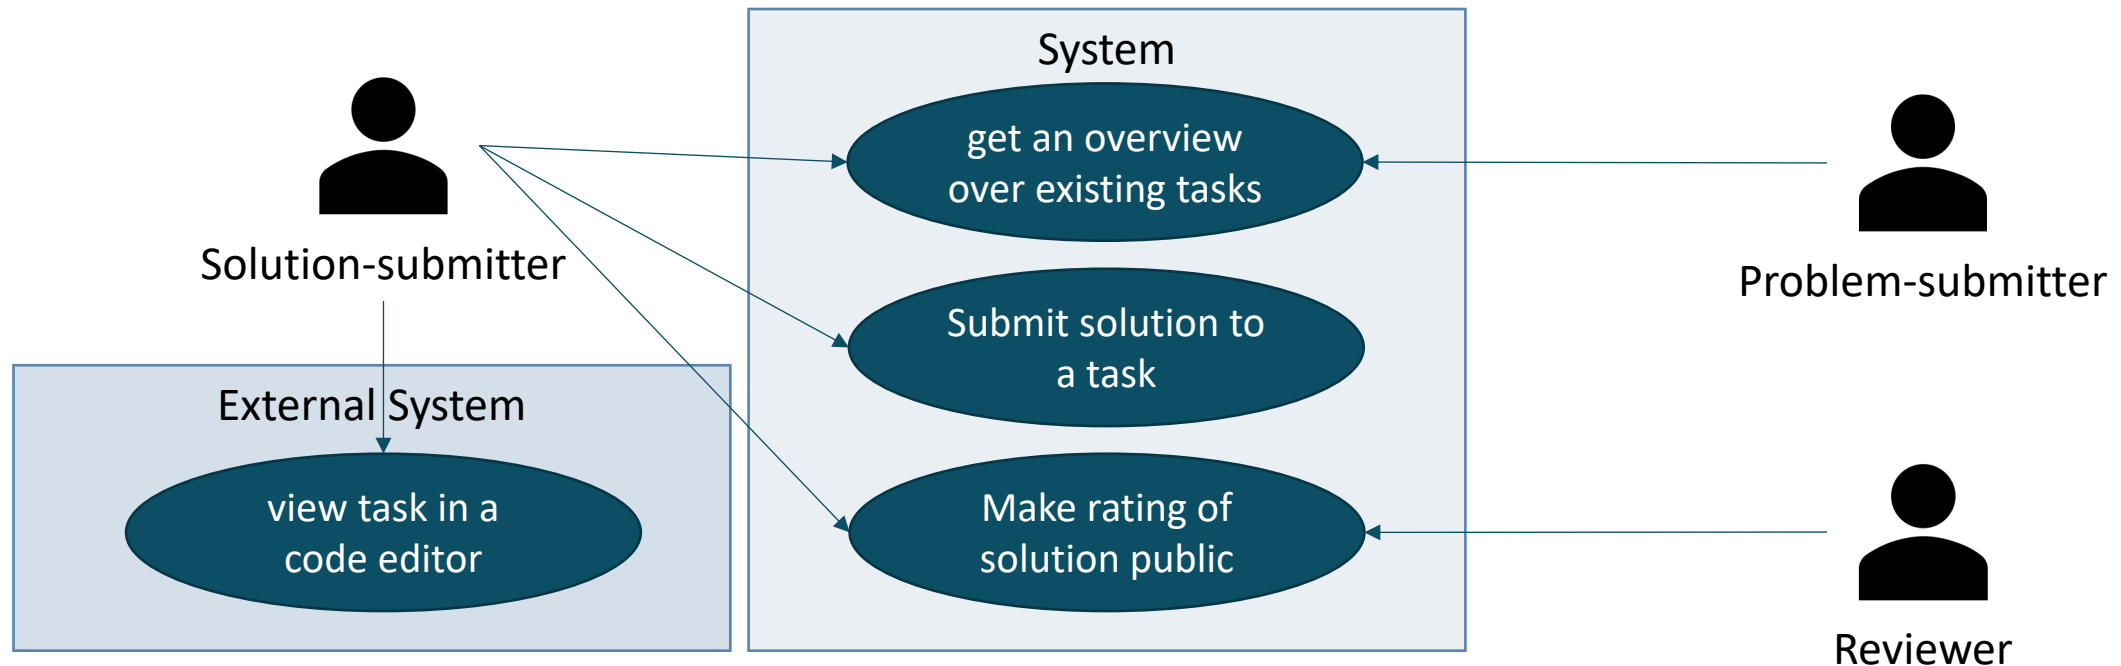 System
get an overview
over existing tasks
Solution-submitter
Problem-submitter
Submit solution to
a task
External System
view task in a
code editor
Make rating of
solution public
Reviewer